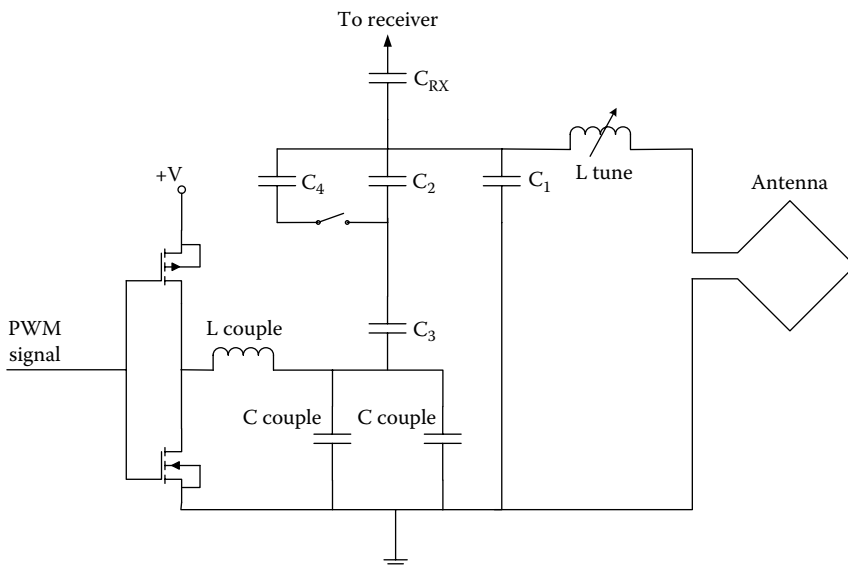 To receiver
C_RX
C_4
C_2
C_1
L tune
Antenna
+V
PWM
signal
L couple
C_3
C couple
C couple